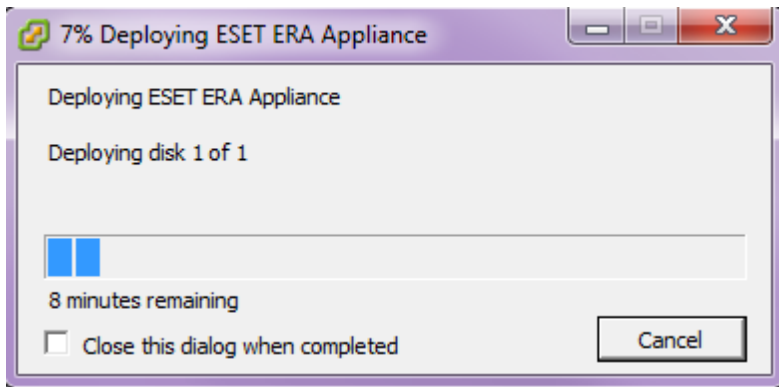 7% Deploying ESET ERA Appliance
Deploying ESET ERA Appliance
Deploying disk 1 of 1
8 minutes remaining
Close this dialog when completed
Cancel